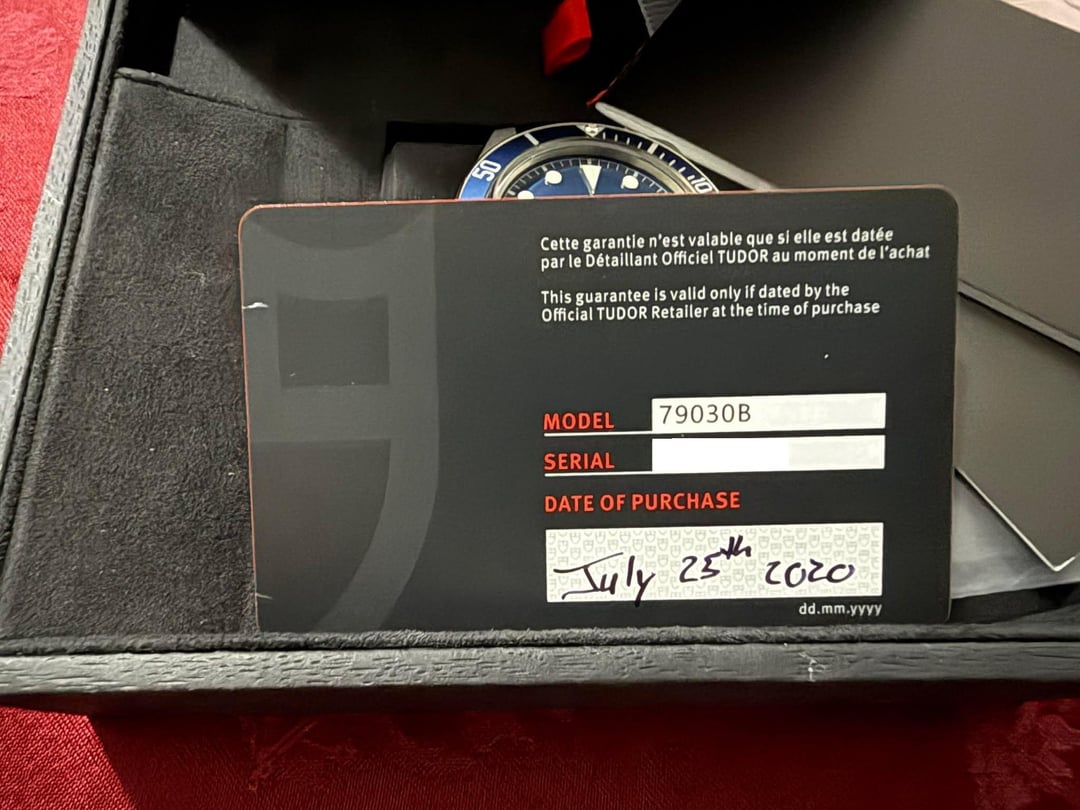 50
10
Cette garantie n'est valable que si elle est datée
par le Détaillant Officiel TUDOR au moment de l'achat
This guarantee is valid only if dated by the
Official TUDOR Retailer at the time of purchase
MODEL 79030B
SERIAL
DATE OF PURCHASE
July 25th 2020
dd.mm.yyyy